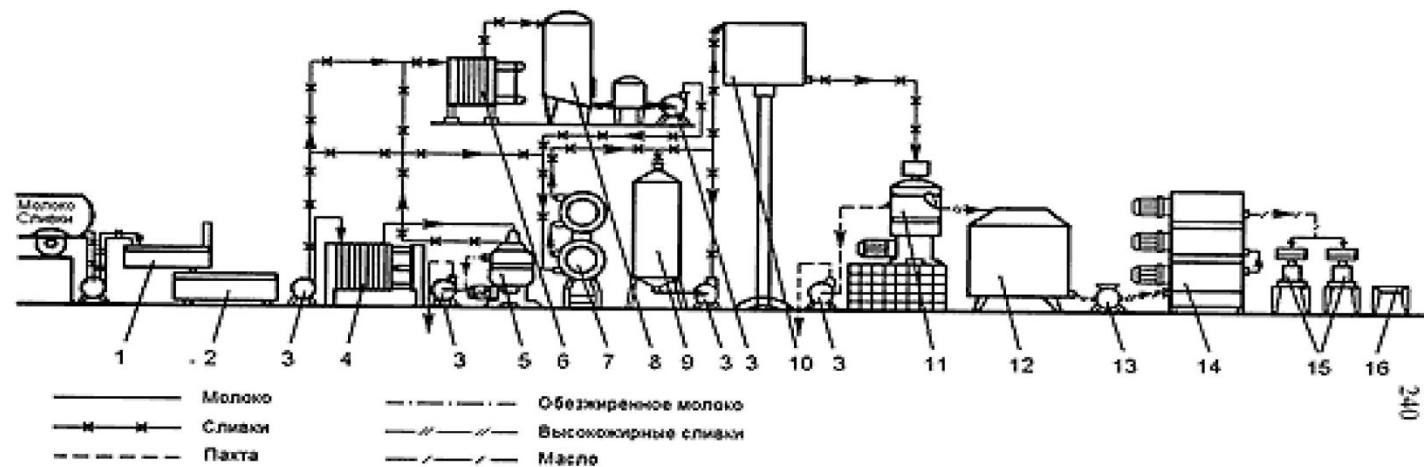 Молоко
Сливки
1 2 3 4 3 5 6 7 8 9 3 3 10 3 11 12 13 14 15 16
Молоко
Сливки
Пахта
Обезжиренное молоко
Высокожирные сливки
Масло
240